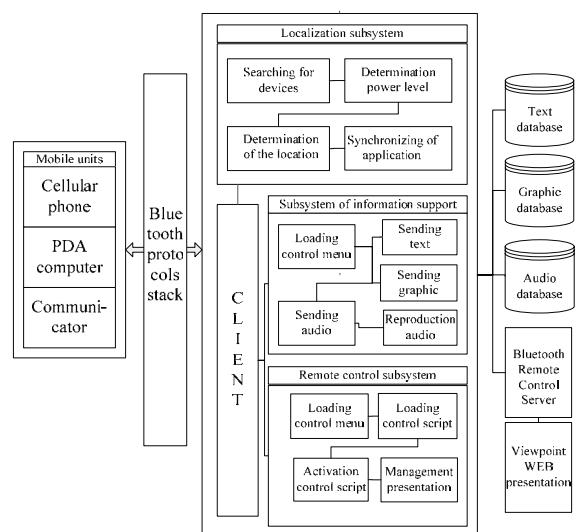 Mobile units
Cellular
phone
PDA
computer
Communi-
cator
Blue
tooth
proto
cols
stack
Localization subsystem
Searching for
devices
Determination
power level
Determination
of the location
Synchronizing of
application
CLIENT
Subsystem of information support
Loading
control menu
Sending
text
Sending
graphic
Sending
audio
Reproduction
audio
Remote control subsystem
Loading
control menu
Loading
control script
Activation
control script
Management
presentation
Text
database
Graphic
database
Audio
database
Bluetooth
Remote
Control
Server
Viewpoint
WEB
presentation